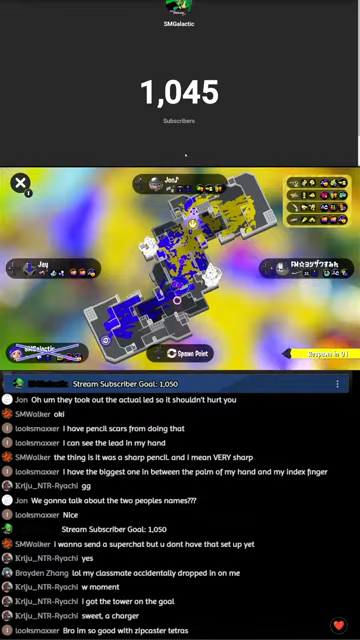 SMGalactic
1,045
Subscribers
Jon♪
Jay
SMGalactic
Spawn Point
SMGalactic Stream Subscriber Goal: 1,050
Jon Oh um they took out the actual led so it shouldn't hurt you
SMWalker oki
looksmaxxer I have pencil scars from doing that
looksmaxxer I can see the lead in my hand
SMWalker the thing is it was a sharp pencil, and I mean VERY sharp
looksmaxxer I have the biggest one in between the palm of my hand and my index finger
Krlju_NTR-Ryachi gg
Jon We gonna talk about the two peoples names???
looksmaxxer Nice
Stream Subscriber Goal: 1,050
SMWalker I wanna send a superchat but u dont have that set up yet
Krlju_NTR-Ryachi yes
Brayden Zhang lol my classmate accidentally dropped in on me
Krlju_NTR-Ryachi w moment
Krlju_NTR-Ryachi I got the tower on the goal
Krlju_NTR-Ryachi sweet, a charger
looksmaxxer Bro im so good with zipcaster tetras